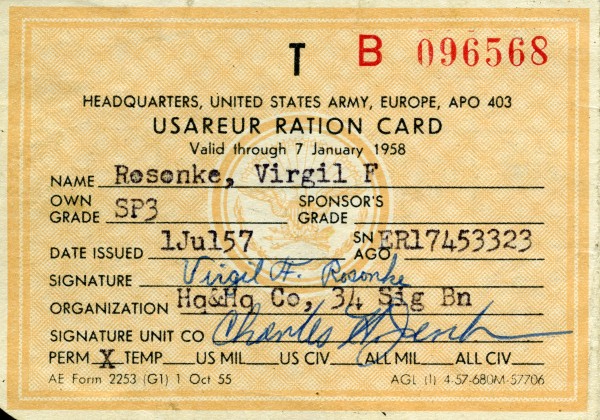 T B 096568
HEADQUARTERS, UNITED STATES ARMY, EUROPE, APO 403
USAREUR RATION CARD
Valid through 7 January 1958
NAME Rosonke, Virgil F
OWN GRADE SP3 SPONSOR'S GRADE
DATE ISSUED 1Jul57 SN AGO ER17453323
SIGNATURE Virgil F. Rosonke
ORGANIZATION Hq&Hq Co, 34 Sig Bn
SIGNATURE UNIT CO Charles
PERM X TEMP US MIL US CIV ALL MIL ALL CIV
AE Form 2253 (G1) 1 Oct 55 AGL (1) 4-57-680M-57706